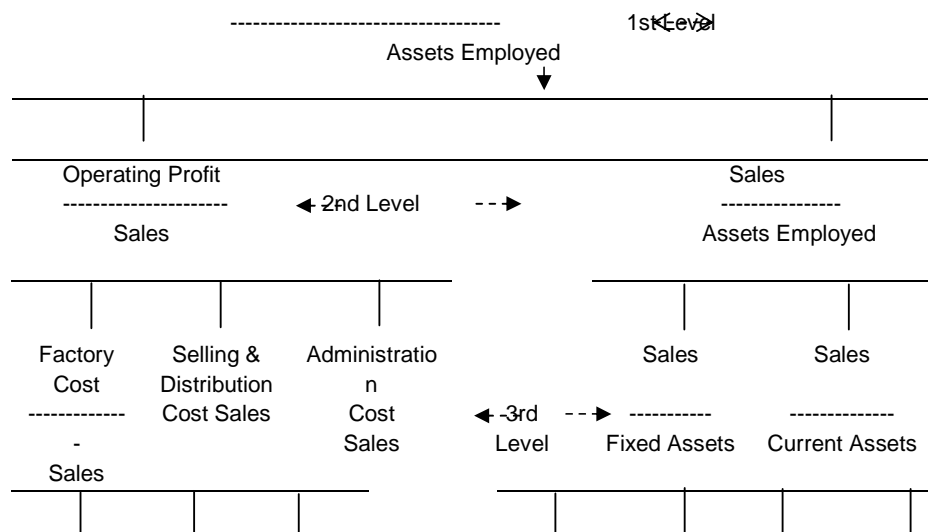 ------------------------------------ 1st Level
Assets Employed
Operating Profit Sales
---------------------- 2nd Level ----------------
Sales Assets Employed
Factory Selling & Administratio Sales Sales
Cost Distribution n
------------- Cost Sales Cost 3rd ----------- --------------
- Sales Level Fixed Assets Current Assets
Sales